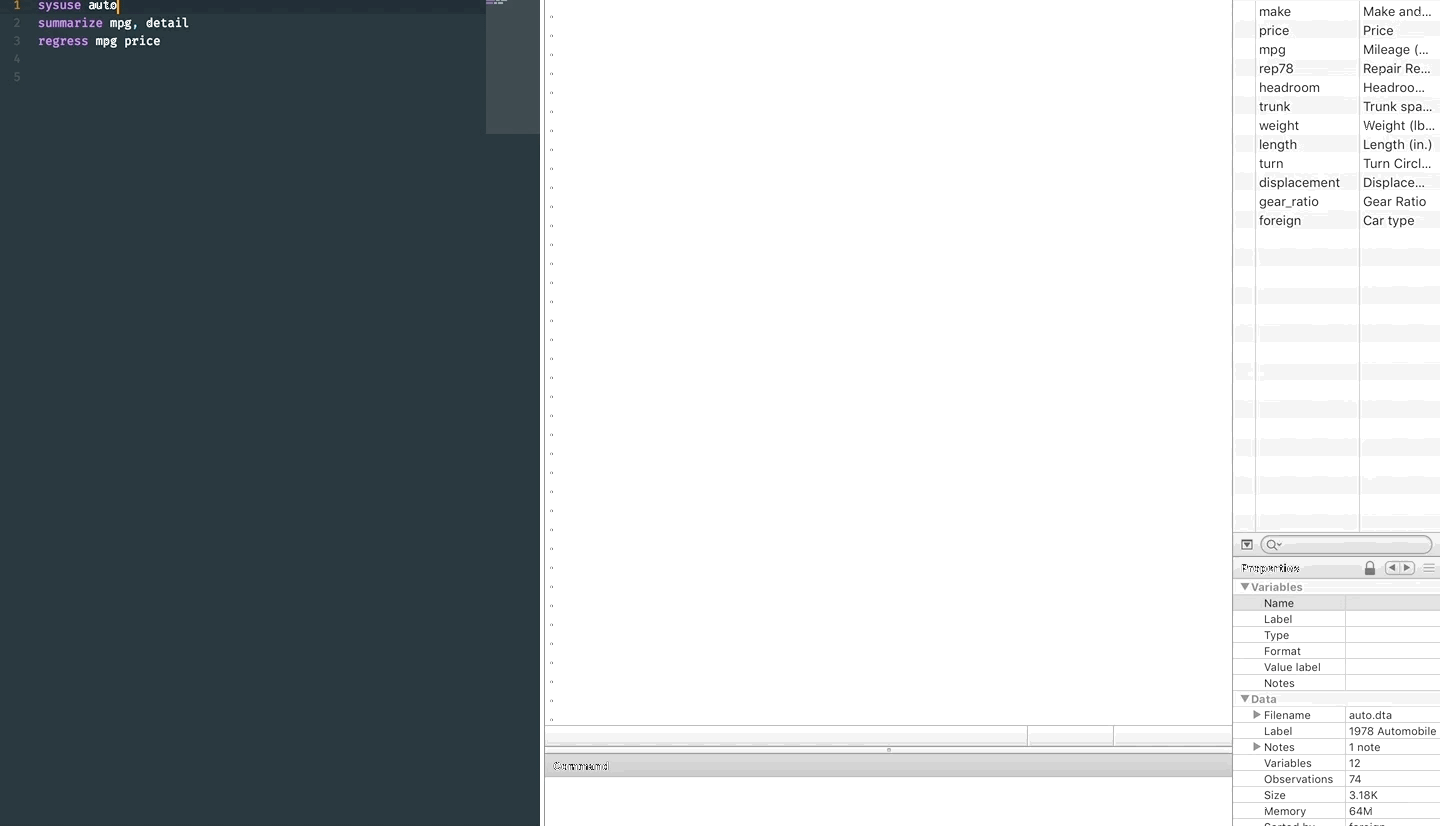 1 sysuse auto
2 summarize mpg, detail
3 regress mpg price
4
5
Command
make Make and...
price Price
mpg Mileage (...
rep78 Repair Re...
headroom Headroo...
trunk Trunk spa...
weight Weight (lb...
length Length (in.)
turn Turn Circl...
displacement Displace...
gear_ratio Gear Ratio
foreign Car type
Properties
Variables
Name
Label
Type
Format
Value label
Notes
Data
Filename auto.dta
Label 1978 Automobile
Notes 1 note
Variables 12
Observations 74
Size 3.18K
Memory 64M
Sorted by foreign